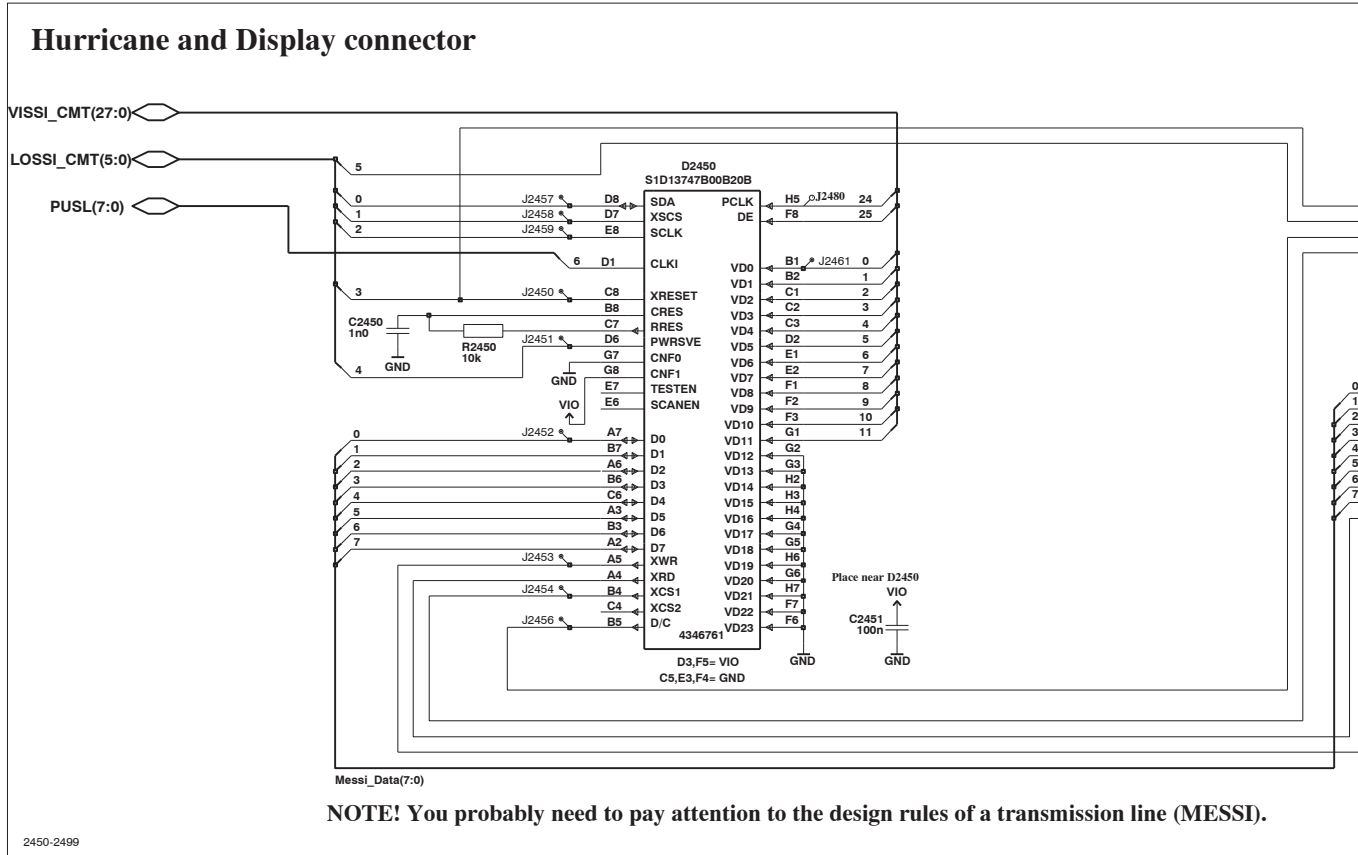 Hurricane and Display connector
VISSI_CMT(27:0)
LOSSI_CMT(5:0)
PUSL(7:0)
5
D2450
S1D13747B00B20B
0 J2457 D8 SDA PCLK H5 J2480 24
1 J2458 D7 XSCS DE F8 25
2 J2459 E8 SCLK
6 D1 CLKI VD0 B1 J2461 0
VD1 B2 1
3 J2450 C8 XRESET VD2 C1 2
B8 CRES VD3 C2 3
C2450
1n0
C7 RRES VD4 C3 4
R2450
10k
J2451 D6 PWRSVE VD5 D2 5
GND
G7 CNF0 VD6 E1 6
4 GND G8 CNF1 VD7 E2 7
E7 TESTEN VD8 F1 8
VIO
E6 SCANEN VD9 F2 9
VD10 F3 10
0 J2452 A7 D0 VD11 G1 11
1 B7 D1 VD12 G2
2 A6 D2 VD13 G3
3 B6 D3 VD14 H2
4 C6 D4 VD15 H3
5 A3 D5 VD16 H4
6 B3 D6 VD17 G4
7 A2 D7 VD18 G5
J2453 A5 XWR VD19 H6
A4 XRD VD20 G6
J2454 B4 XCS1 VD21 H7
C4 XCS2 VD22 F7
J2456 B5 D/C VD23 F6
4346761
GND
Place near D2450
VIO
C2451
100n
GND
D3,F5= VIO
C5,E3,F4= GND
0
1
2
3
4
5
6
7
Messi_Data(7:0)
NOTE! You probably need to pay attention to the design rules of a transmission line (MESSI).
2450-2499